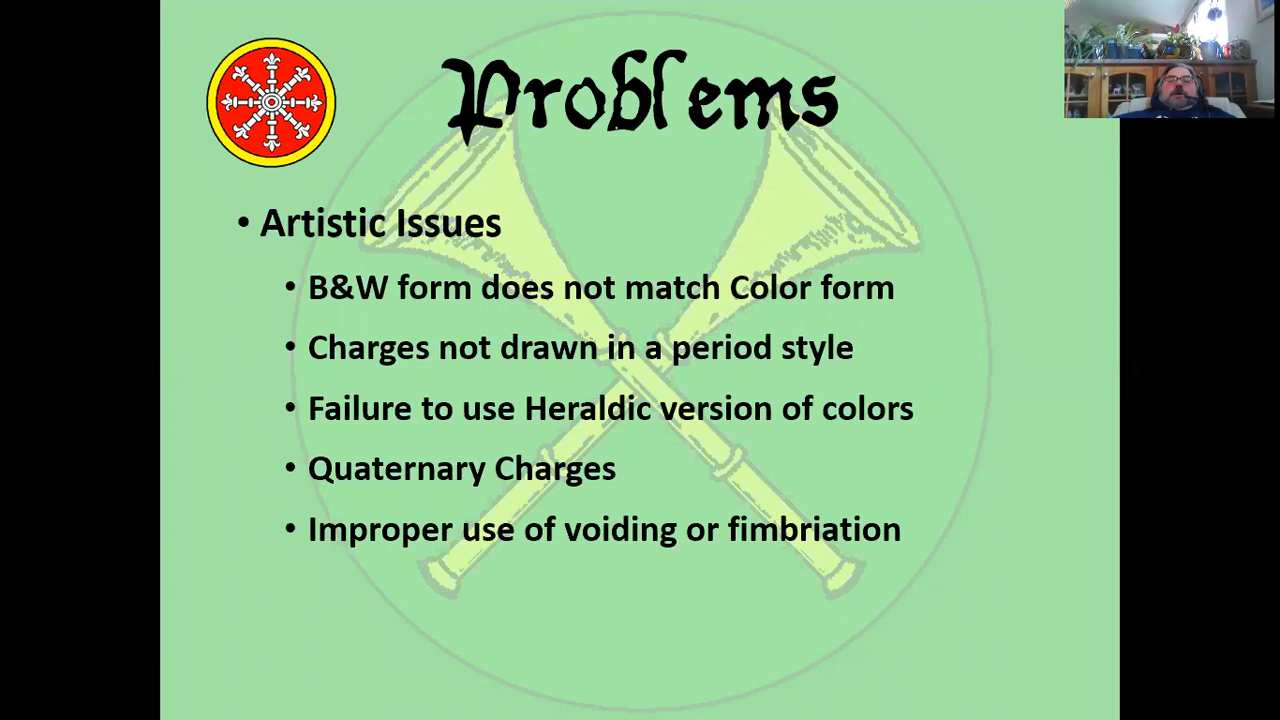 Problems
• Artistic Issues
• B&W form does not match Color form
• Charges not drawn in a period style
• Failure to use Heraldic version of colors
• Quaternary Charges
• Improper use of voiding or fimbriation